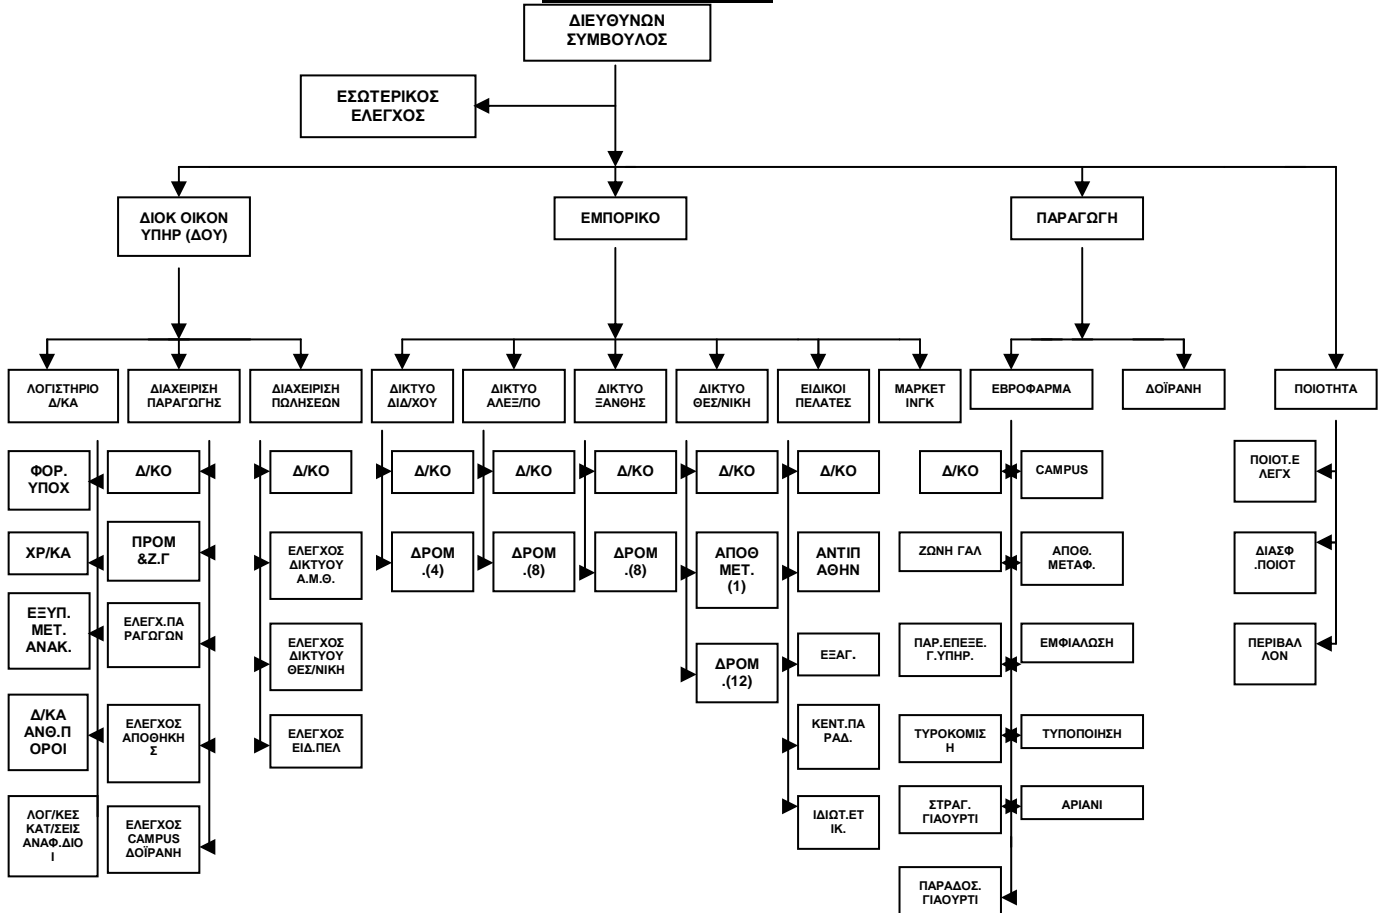 ΔΙΕΥΘΥΝΩΝ
ΣΥΜΒΟΥΛΟΣ
ΕΣΩΤΕΡΙΚΟΣ
ΕΛΕΓΧΟΣ
ΔΙΟΚ ΟΙΚΟΝ
ΥΠΗΡ (ΔΟΥ)
ΕΜΠΟΡΙΚΟ
ΠΑΡΑΓΩΓΗ
ΛΟΓΙΣΤΗΡΙΟ
Δ/ΚΑ
ΔΙΑΧΕΙΡΙΣΗ
ΠΑΡΑΓΩΓΗΣ
ΔΙΑΧΕΙΡΙΣΗ
ΠΩΛΗΣΕΩΝ
ΔΙΚΤΥΟ
ΔΙΔ/ΧΟΥ
ΔΙΚΤΥΟ
ΑΛΕΞ/ΠΟ
ΔΙΚΤΥΟ
ΞΑΝΘΗΣ
ΔΙΚΤΥΟ
ΘΕΣ/ΝΙΚΗ
ΕΙΔΙΚΟΙ
ΠΕΛΑΤΕΣ
ΜΑΡΚΕΤ
ΙΝΓΚ
ΕΒΡΟΦΑΡΜΑ
ΔΟΪΡΑΝΗ
ΠΟΙΟΤΗΤΑ
ΦΟΡ.
ΥΠΟΧ
Δ/ΚΟ
Δ/ΚΟ
Δ/ΚΟ
Δ/ΚΟ
Δ/ΚΟ
Δ/ΚΟ
Δ/ΚΟ
Δ/ΚΟ
CAMPUS
ΠΟΙΟΤ.Ε
ΛΕΓΧ
ΧΡ/ΚΑ
ΠΡΟΜ
&Ζ.Γ
ΕΛΕΓΧΟΣ
ΔΙΚΤΥΟΥ
Α.Μ.Θ.
ΔΡΟΜ
.(4)
ΔΡΟΜ
.(8)
ΔΡΟΜ
.(8)
ΑΠΟΘ
ΜΕΤ.
(1)
ΑΝΤΙΠ
ΑΘΗΝ
ΖΩΝΗ ΓΑΛ
ΑΠΟΘ.
ΜΕΤΑΦ.
ΔΙΑΣΦ
.ΠΟΙΟΤ
ΕΞΥΠ.
ΜΕΤ.
ΑΝΑΚ.
ΕΛΕΓΧ.ΠΑ
ΡΑΓΩΓΩΝ
ΕΛΕΓΧΟΣ
ΔΙΚΤΥΟΥ
ΘΕΣ/ΝΙΚΗ
ΔΡΟΜ
.(12)
ΕΞΑΓ.
ΠΑΡ.ΕΠΕΞΕ.
Γ.ΥΠΗΡ.
ΕΜΦΙΑΛΩΣΗ
ΠΕΡΙΒΑΛ
ΛΟΝ
Δ/ΚΑ
ΑΝΘ.Π
ΟΡΟΙ
ΕΛΕΓΧΟΣ
ΑΠΟΘΗΚΗ
Σ
ΕΛΕΓΧΟΣ
ΕΙΔ.ΠΕΛ
ΚΕΝΤ.ΠΑ
ΡΑΔ.
ΤΥΡΟΚΟΜΙΣ
Η
ΤΥΠΟΠΟΙΗΣΗ
ΛΟΓ/ΚΕΣ
ΚΑΤ/ΣΕΙΣ
ΑΝΑΦ.ΔΙΟ
Ι
ΕΛΕΓΧΟΣ
CAMPUS
ΔΟΪΡΑΝΗ
ΙΔΙΩΤ.ΕΤ
ΙΚ.
ΣΤΡΑΓ.
ΓΙΑΟΥΡΤΙ
ΑΡΙΑΝΙ
ΠΑΡΑΔΟΣ.
ΓΙΑΟΥΡΤΙ